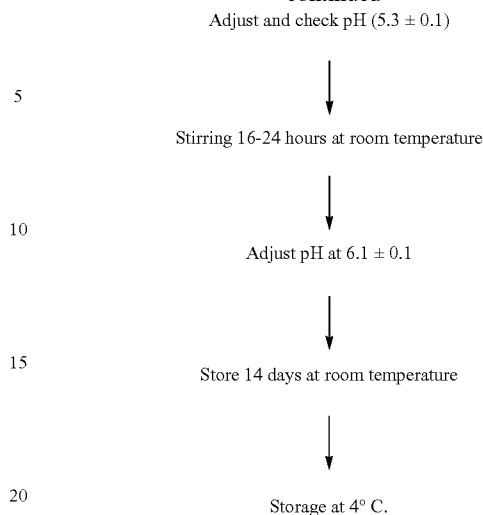 Adjust and check pH (5.3 ± 0.1)
5
Stirring 16-24 hours at room temperature
10
Adjust pH at 6.1 ± 0.1
15
Store 14 days at room temperature
20
Storage at 4° C.